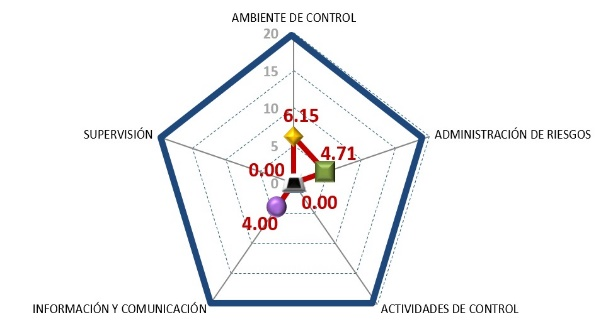 AMBIENTE DE CONTROL
20
15
10
6.15
5
4.71
SUPERVISIÓN
ADMINISTRACIÓN DE RIESGOS
0.00
0
0.00
4.00
INFORMACIÓN Y COMUNICACIÓN
ACTIVIDADES DE CONTROL